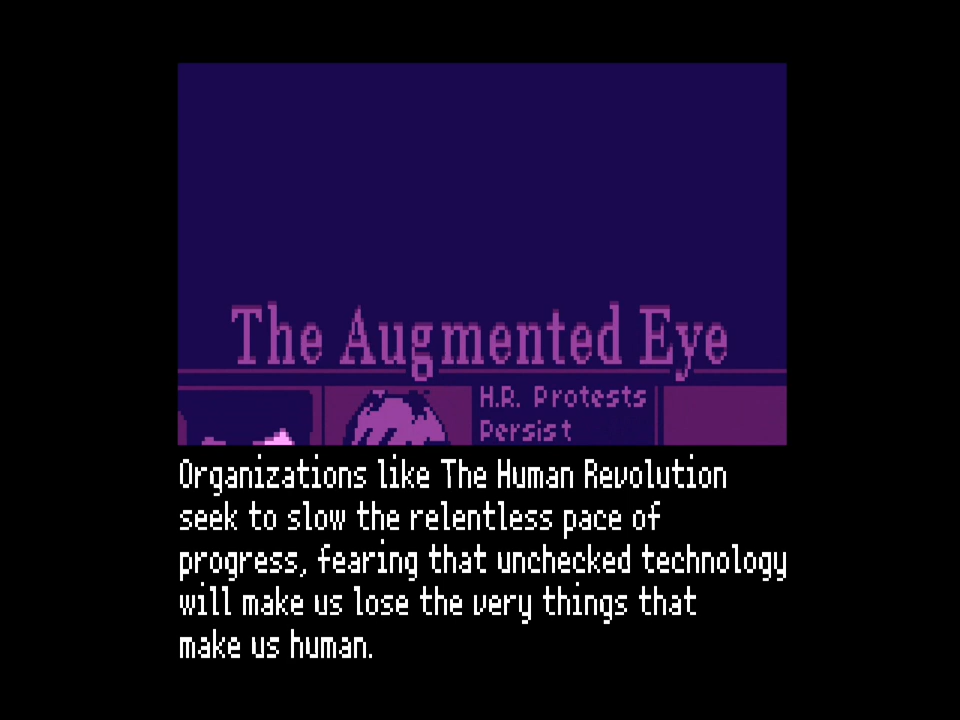 The Augmented Eye
H.R. Protests
Persist
Organizations like The Human Revolution
seek to slow the relentless pace of
progress, fearing that unchecked technology
will make us lose the very things that
make us human.